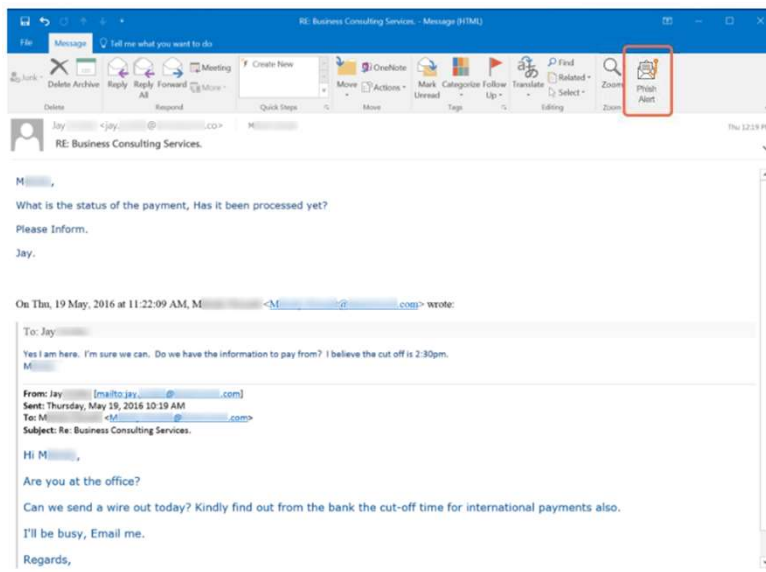 RE: Business Consulting Services. - Message (HTML)
File Message Tell me what you want to do
Junk Delete Archive Reply Reply All Forward Meeting More Create New Move OneNote Actions Mark Unread Categorize Follow Up Translate Find Related Select Zoom Phish Alert
Delete Respond Quick Steps Move Tags Editing Zoom
Jay <jay. @ .co> M
Thu 12:19 P
RE: Business Consulting Services.
M ,
What is the status of the payment, Has it been processed yet?
Please Inform.
Jay.
On Thu, 19 May, 2016 at 11:22:09 AM, M <M @ .com> wrote:
To: Jay
Yes I am here. I'm sure we can. Do we have the information to pay from? I believe the cut off is 2:30pm.
M
From: Jay [mailto:jay. @ .com]
Sent: Thursday, May 19, 2016 10:19 AM
To: M <M @ .com>
Subject: Re: Business Consulting Services.
Hi M ,
Are you at the office?
Can we send a wire out today? Kindly find out from the bank the cut-off time for international payments also.
I'll be busy, Email me.
Regards,